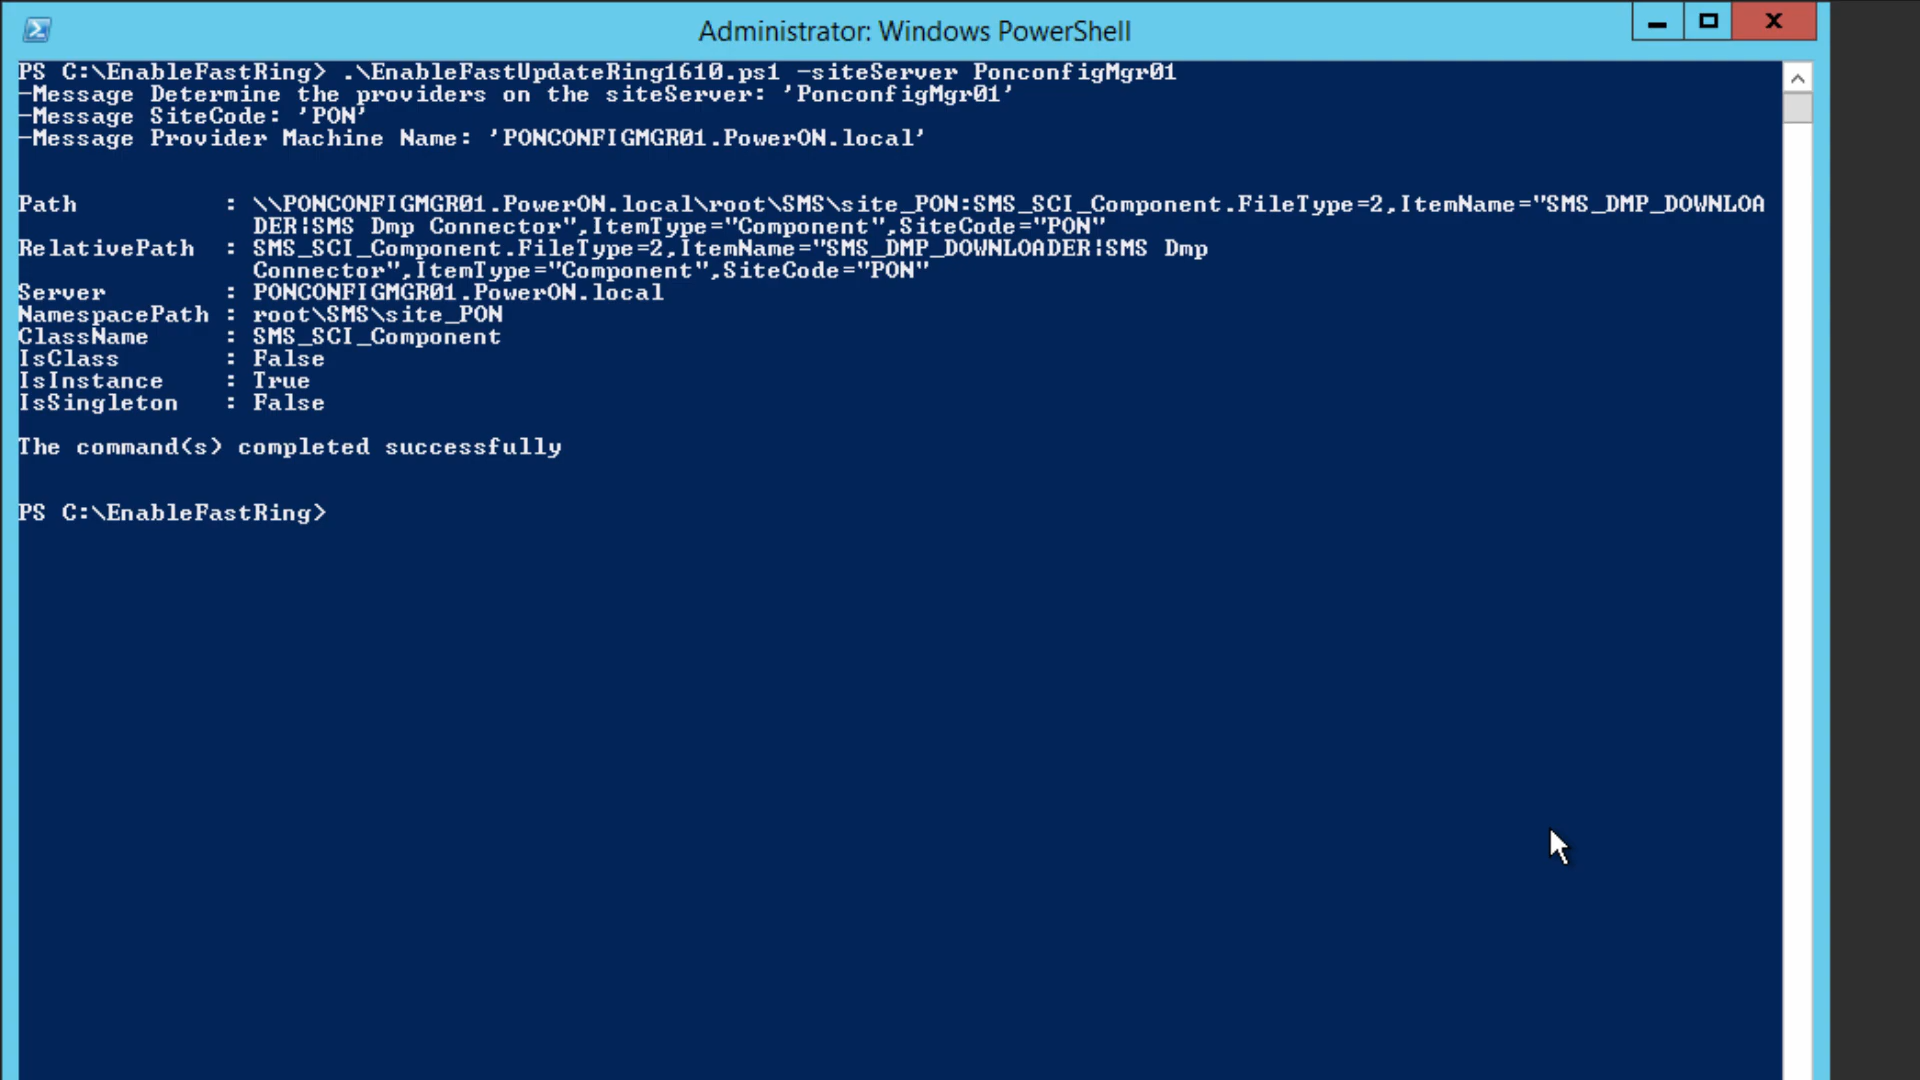 Administrator: Windows PowerShell
PS C:\EnableFastRing> .\EnableFastUpdateRing1610.ps1 -siteServer PonconfigMgr01
-Message Determine the providers on the siteServer: 'PonconfigMgr01'
-Message SiteCode: 'PON'
-Message Provider Machine Name: 'PONCONFIGMGR01.PowerON.local'
Path : \\PONCONFIGMGR01.PowerON.local\root\SMS\site_PON:SMS_SCI_Component.FileType=2,ItemName="SMS_DMP_DOWNLOA
DER|SMS Dmp Connector",ItemType="Component",SiteCode="PON"
RelativePath : SMS_SCI_Component.FileType=2,ItemName="SMS_DMP_DOWNLOADER|SMS Dmp
Connector",ItemType="Component",SiteCode="PON"
Server : PONCONFIGMGR01.PowerON.local
NamespacePath : root\SMS\site_PON
ClassName : SMS_SCI_Component
IsClass : False
IsInstance : True
IsSingleton : False
The command(s) completed successfully
PS C:\EnableFastRing>